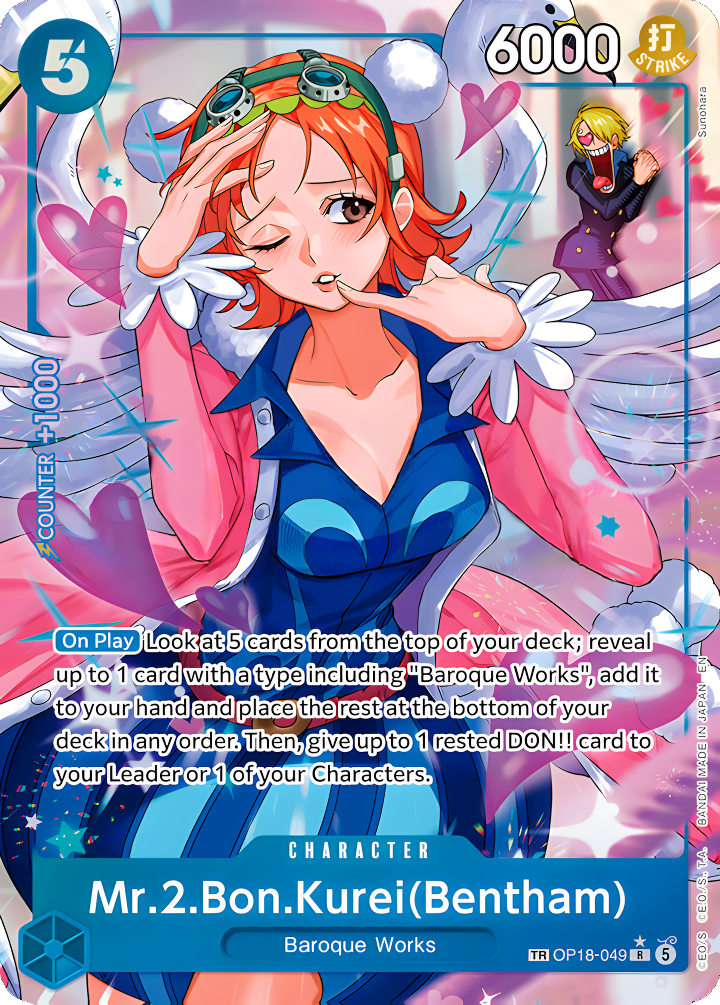 5
6000
打
STRIKE
Sunohara
COUNTER +1000
On Play Look at 5 cards from the top of your deck; reveal
up to 1 card with a type including "Baroque Works", add it
to your hand and place the rest at the bottom of your
deck in any order. Then, give up to 1 rested DON!! card to
your Leader or 1 of your Characters.
CHARACTER
Mr.2.Bon.Kurei(Bentham)
Baroque Works
TR OP18-049 R 5
©E.O./S ©E.O./S., T.A. BANDAI MADE IN JAPAN EN